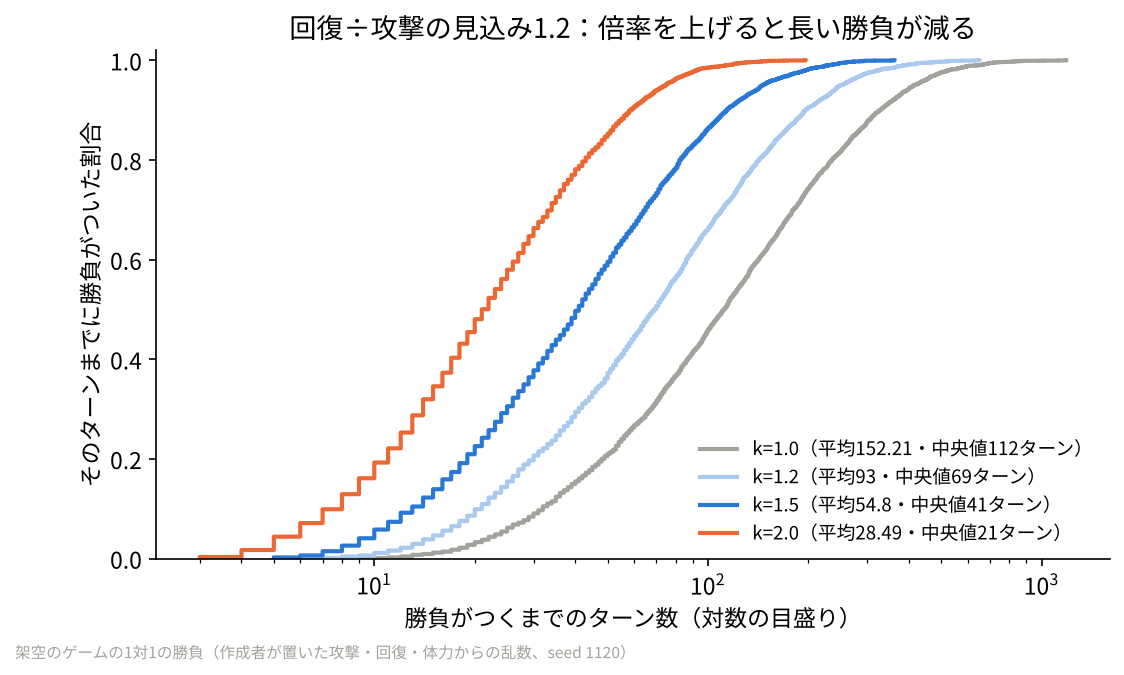 回復÷攻撃の見込み1.2：倍率を上げると長い勝負が減る
そのターンまでに勝負がついた割合
1.0
0.8
0.6
0.4
0.2
0.0
k=1.0（平均152.21・中央値112ターン）
k=1.2（平均93・中央値69ターン）
k=1.5（平均54.8・中央値41ターン）
k=2.0（平均28.49・中央値21ターン）
10¹ 10² 10³
勝負がつくまでのターン数（対数の目盛り）
架空のゲームの1対1の勝負（作成者が置いた攻撃・回復・体力からの乱数、seed 1120）